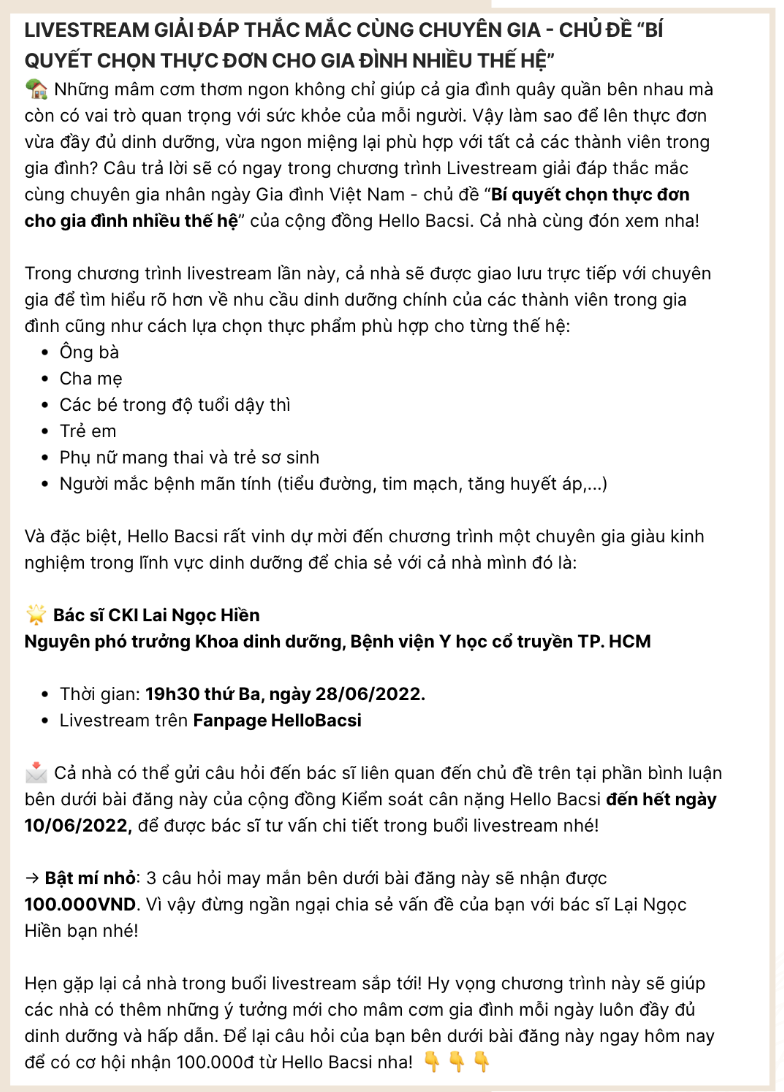 LIVESTREAM GIẢI ĐÁP THẮC MẮC CÙNG CHUYÊN GIA - CHỦ ĐỀ “BÍ
QUYẾT CHỌN THỰC ĐƠN CHO GIA ĐÌNH NHIỀU THẾ HỆ”
🏡 Những mâm cơm thơm ngon không chỉ giúp cả gia đình quây quần bên nhau mà
còn có vai trò quan trọng với sức khỏe của mỗi người. Vậy làm sao để lên thực đơn
vừa đầy đủ dinh dưỡng, vừa ngon miệng lại phù hợp với tất cả các thành viên trong
gia đình? Câu trả lời sẽ có ngay trong chương trình Livestream giải đáp thắc mắc
cùng chuyên gia nhân ngày Gia đình Việt Nam - chủ đề “Bí quyết chọn thực đơn
cho gia đình nhiều thế hệ” của cộng đồng Hello Bacsi. Cả nhà cùng đón xem nha!
Trong chương trình livestream lần này, cả nhà sẽ được giao lưu trực tiếp với chuyên
gia để tìm hiểu rõ hơn về nhu cầu dinh dưỡng chính của các thành viên trong gia
đình cũng như cách lựa chọn thực phẩm phù hợp cho từng thế hệ:
• Ông bà
• Cha mẹ
• Các bé trong độ tuổi dậy thì
• Trẻ em
• Phụ nữ mang thai và trẻ sơ sinh
• Người mắc bệnh mãn tính (tiểu đường, tim mạch, tăng huyết áp,...)
Và đặc biệt, Hello Bacsi rất vinh dự mời đến chương trình một chuyên gia giàu kinh
nghiệm trong lĩnh vực dinh dưỡng để chia sẻ với cả nhà mình đó là:
🌟 Bác sĩ CKI Lai Ngọc Hiền
Nguyên phó trưởng Khoa dinh dưỡng, Bệnh viện Y học cổ truyền TP. HCM
• Thời gian: 19h30 thứ Ba, ngày 28/06/2022.
• Livestream trên Fanpage HelloBacsi
📩 Cả nhà có thể gửi câu hỏi đến bác sĩ liên quan đến chủ đề trên tại phần bình luận
bên dưới bài đăng này của cộng đồng Kiểm soát cân nặng Hello Bacsi đến hết ngày
10/06/2022, để được bác sĩ tư vấn chi tiết trong buổi livestream nhé!
→ Bật mí nhỏ: 3 câu hỏi may mắn bên dưới bài đăng này sẽ nhận được
100.000VND. Vì vậy đừng ngần ngại chia sẻ vấn đề của bạn với bác sĩ Lại Ngọc
Hiền bạn nhé!
Hẹn gặp lại cả nhà trong buổi livestream sắp tới! Hy vọng chương trình này sẽ giúp
các nhà có thêm những ý tưởng mới cho mâm cơm gia đình mỗi ngày luôn đầy đủ
dinh dưỡng và hấp dẫn. Để lại câu hỏi của bạn bên dưới bài đăng này ngay hôm nay
để có cơ hội nhận 100.000đ từ Hello Bacsi nha! 👇👇👇